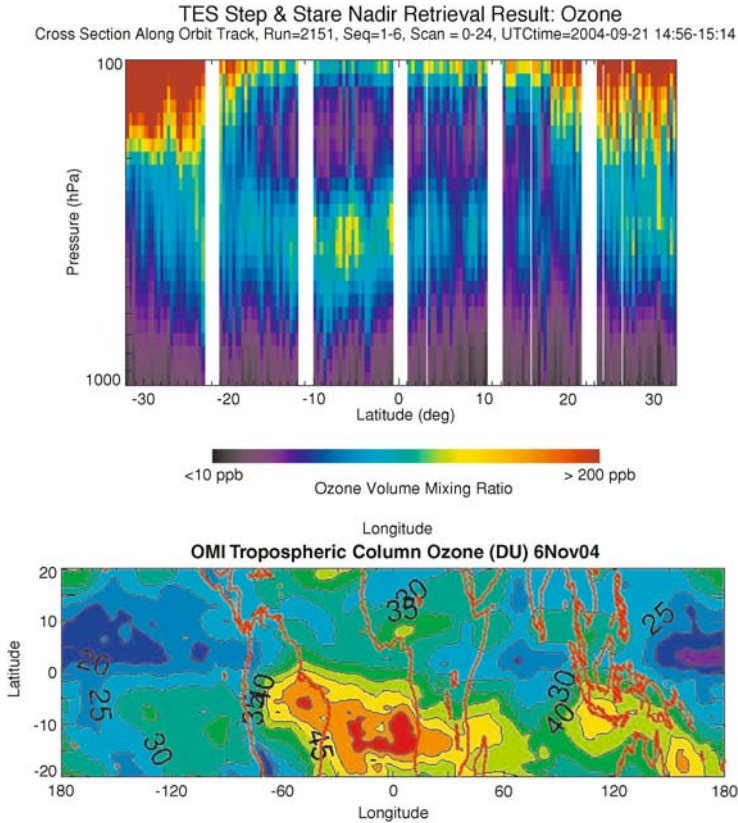 TES Step & Stare Nadir Retrieval Result: Ozone
Cross Section Along Orbit Track, Run=2151, Seq=1-6, Scan = 0-24, UTCtime=2004-09-21 14:56-15:14
100
Pressure (hPa)
1000
-30 -20 -10 0 10 20 30
Latitude (deg)
<10 ppb > 200 ppb
Ozone Volume Mixing Ratio
Longitude
OMI Tropospheric Column Ozone (DU) 6Nov04
20
10
0
-10
-20
Latitude
20
25
30
35
40
45
35
30
40
30
25
180 -120 -60 0 60 120 180
Longitude